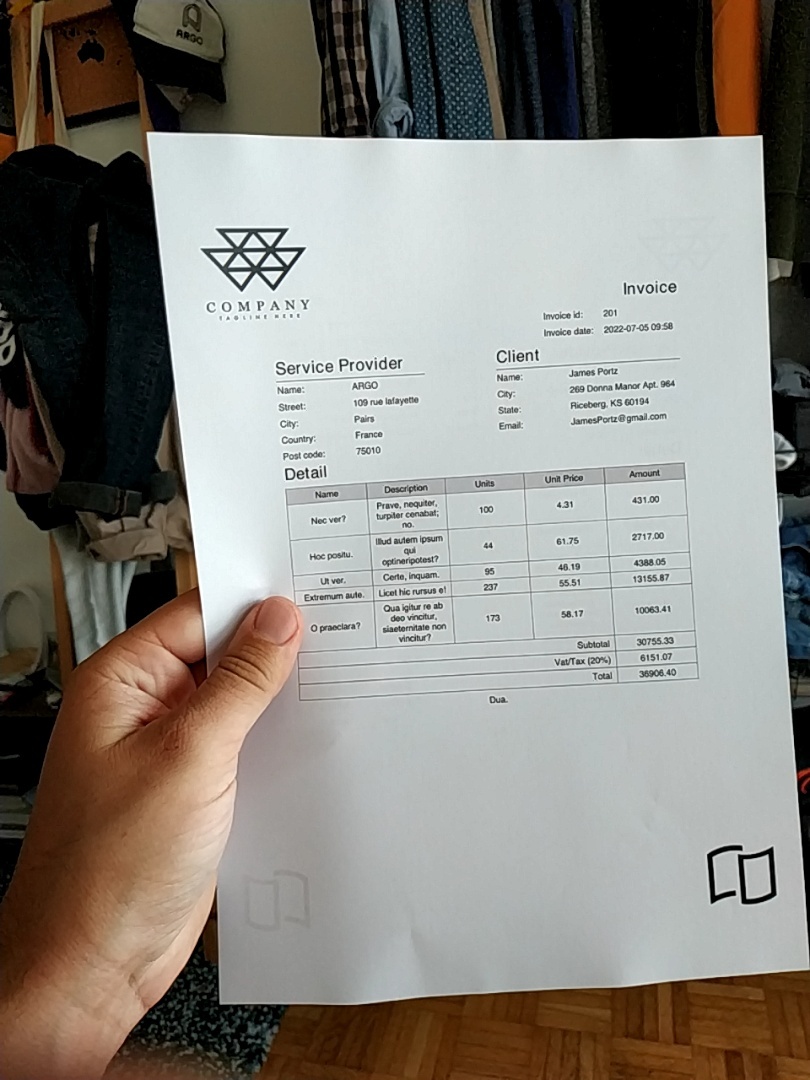 ARGO
COMPANY
TAGLINE HERE
Invoice
Invoice id: 201
Invoice date: 2022-07-05 09:58
Service Provider
Name: ARGO
Street: 109 rue lafayette
City: Pairs
Country: France
Post code: 75010
Client
Name: James Portz
City: 269 Donna Manor Apt. 964
State: Riceberg, KS 60194
Email: JamesPortz@gmail.com
Detail
Name Description Units Unit Price Amount
Nec ver? Prave, nequiter, turpiter cenabat; no. 100 4.31 431.00
Hoc positu. Illud autem ipsum qui optineripotest? 44 61.75 2717.00
Ut ver. Certe, inquam. 95 46.19 4388.05
Extremum aute. Licet hic rursus e! 237 55.51 13155.87
O praeclara? Qua igitur re ab deo vincitur, siaeternitate non vincitur? 173 58.17 10063.41
Subtotal 30755.33
Vat/Tax (20%) 6151.07
Total 36906.40
Dua.